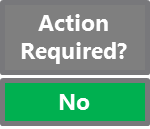 Action
Required?
No